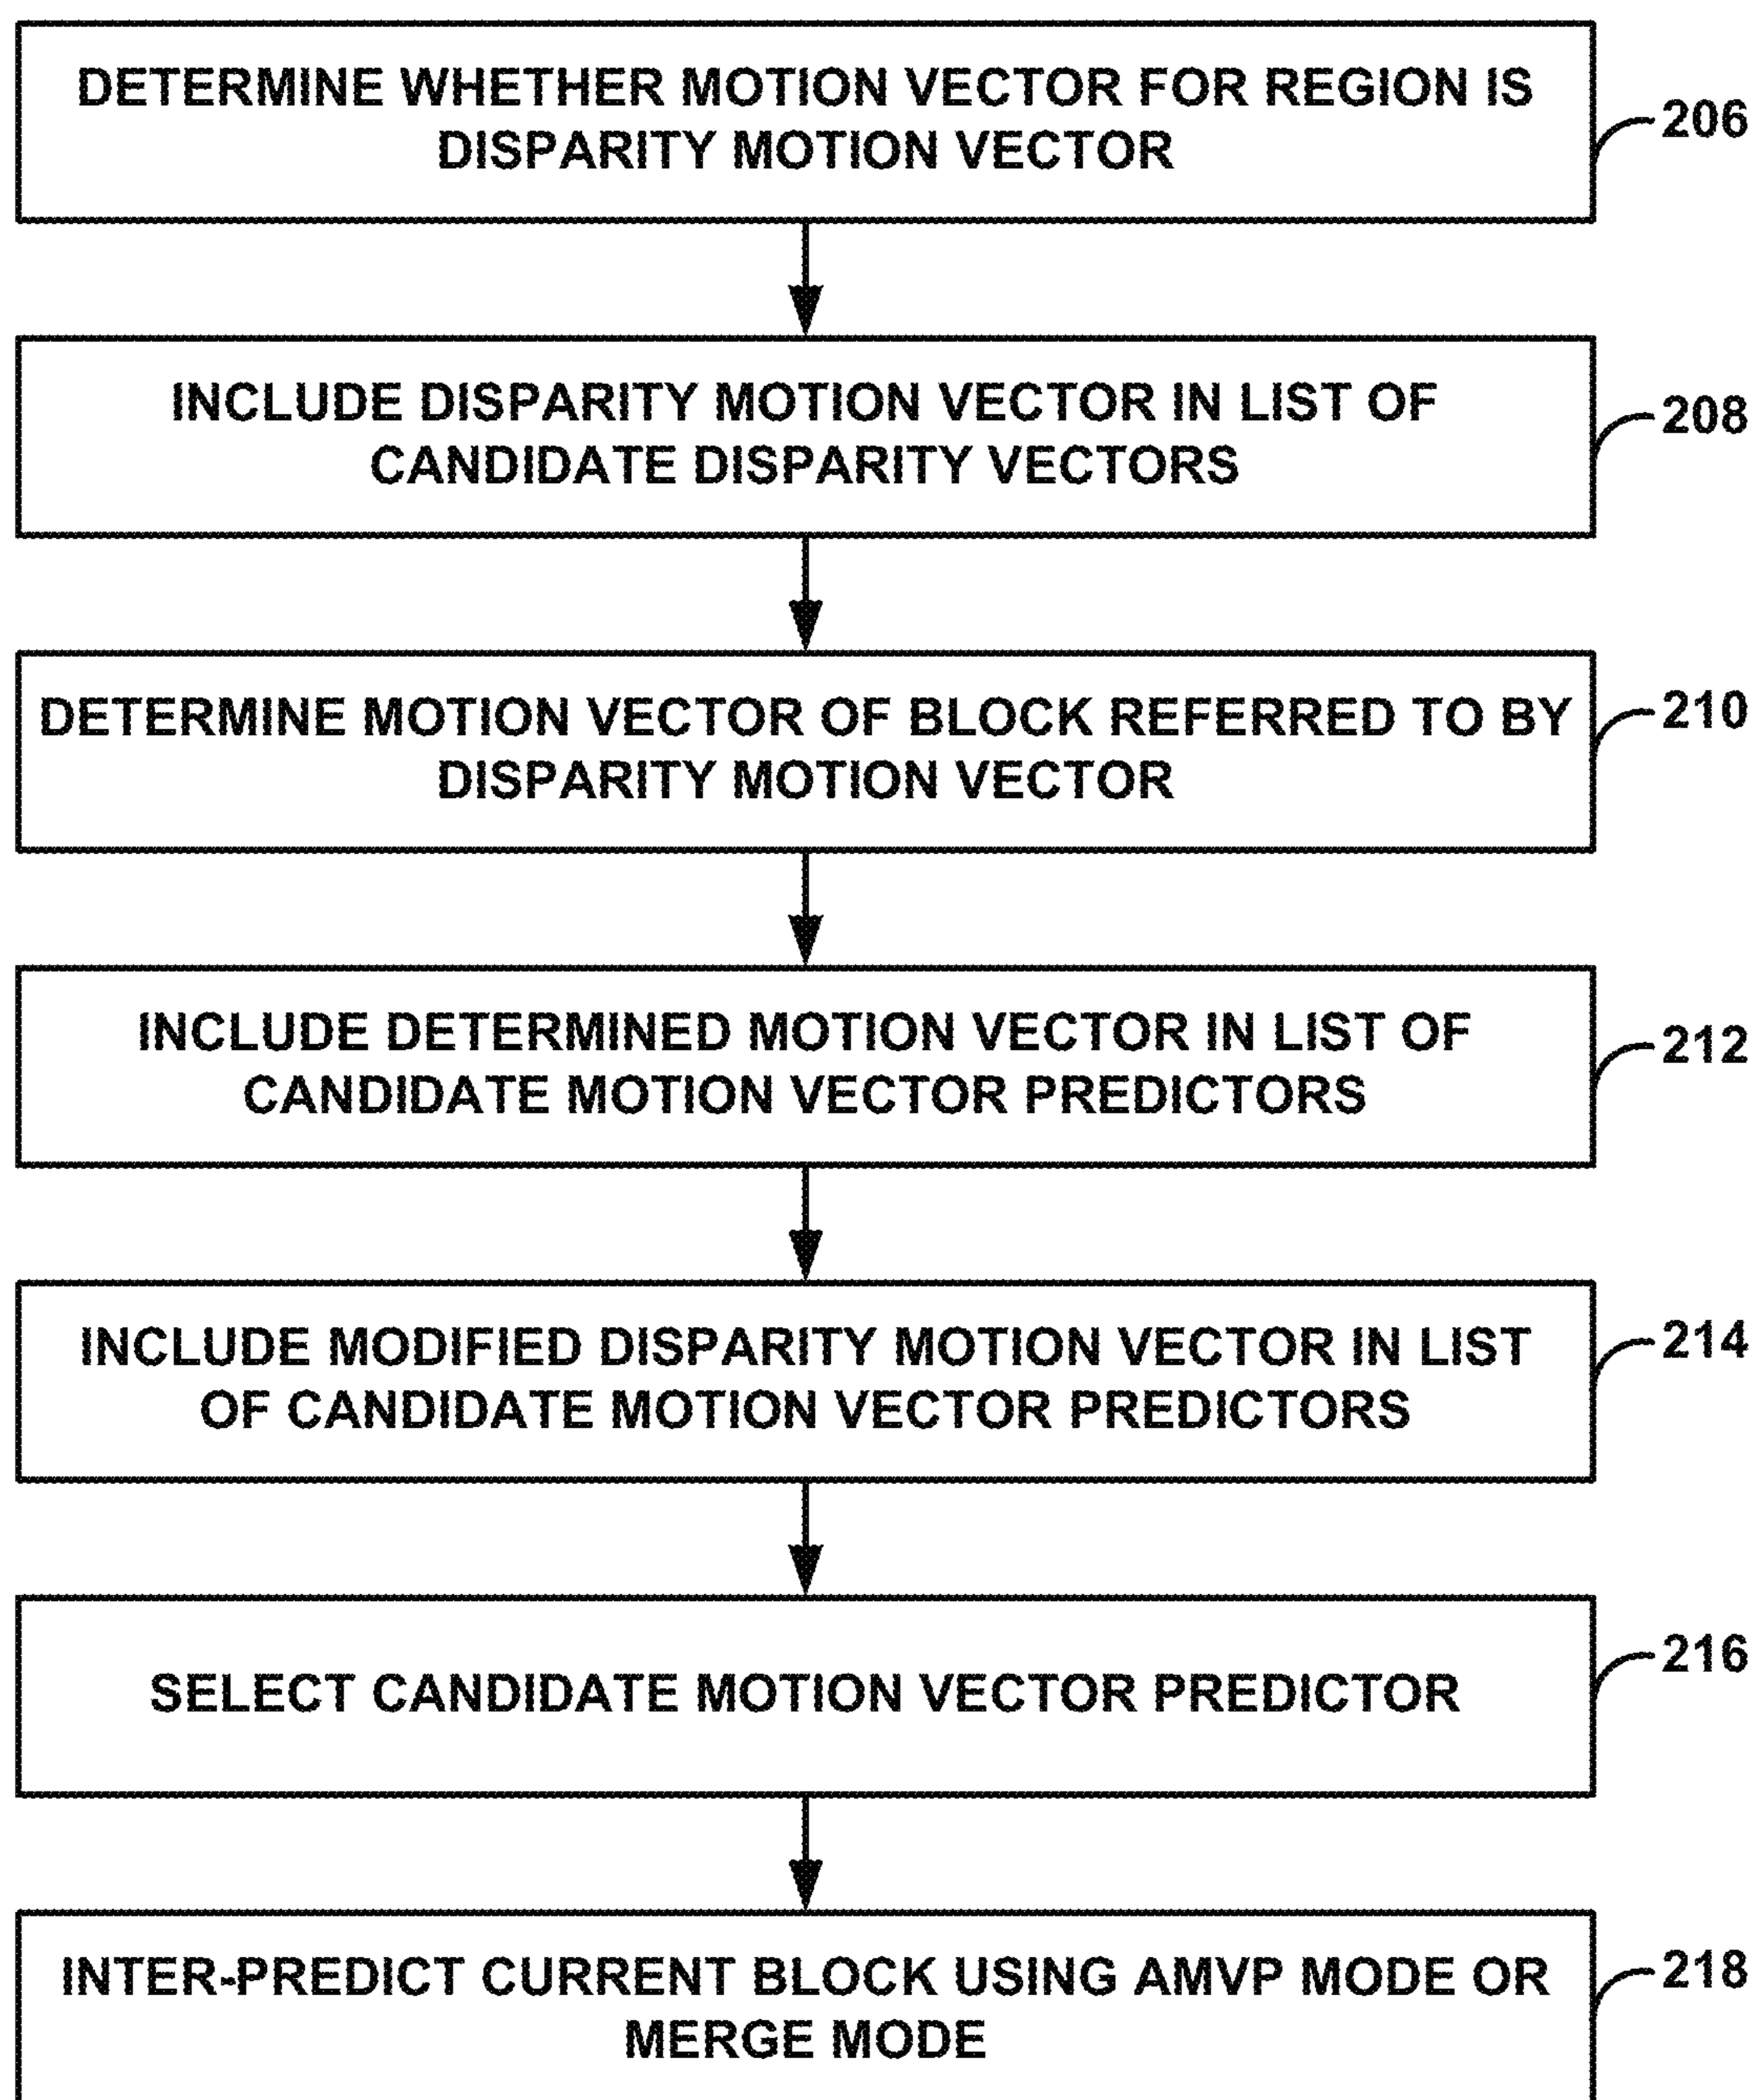 DETERMINE WHETHER MOTION VECTOR FOR REGION IS
DISPARITY MOTION VECTOR
206
INCLUDE DISPARITY MOTION VECTOR IN LIST OF
CANDIDATE DISPARITY VECTORS
208
DETERMINE MOTION VECTOR OF BLOCK REFERRED TO BY
DISPARITY MOTION VECTOR
210
INCLUDE DETERMINED MOTION VECTOR IN LIST OF
CANDIDATE MOTION VECTOR PREDICTORS
212
INCLUDE MODIFIED DISPARITY MOTION VECTOR IN LIST
OF CANDIDATE MOTION VECTOR PREDICTORS
214
SELECT CANDIDATE MOTION VECTOR PREDICTOR
216
INTER-PREDICT CURRENT BLOCK USING AMVP MODE OR
MERGE MODE
218